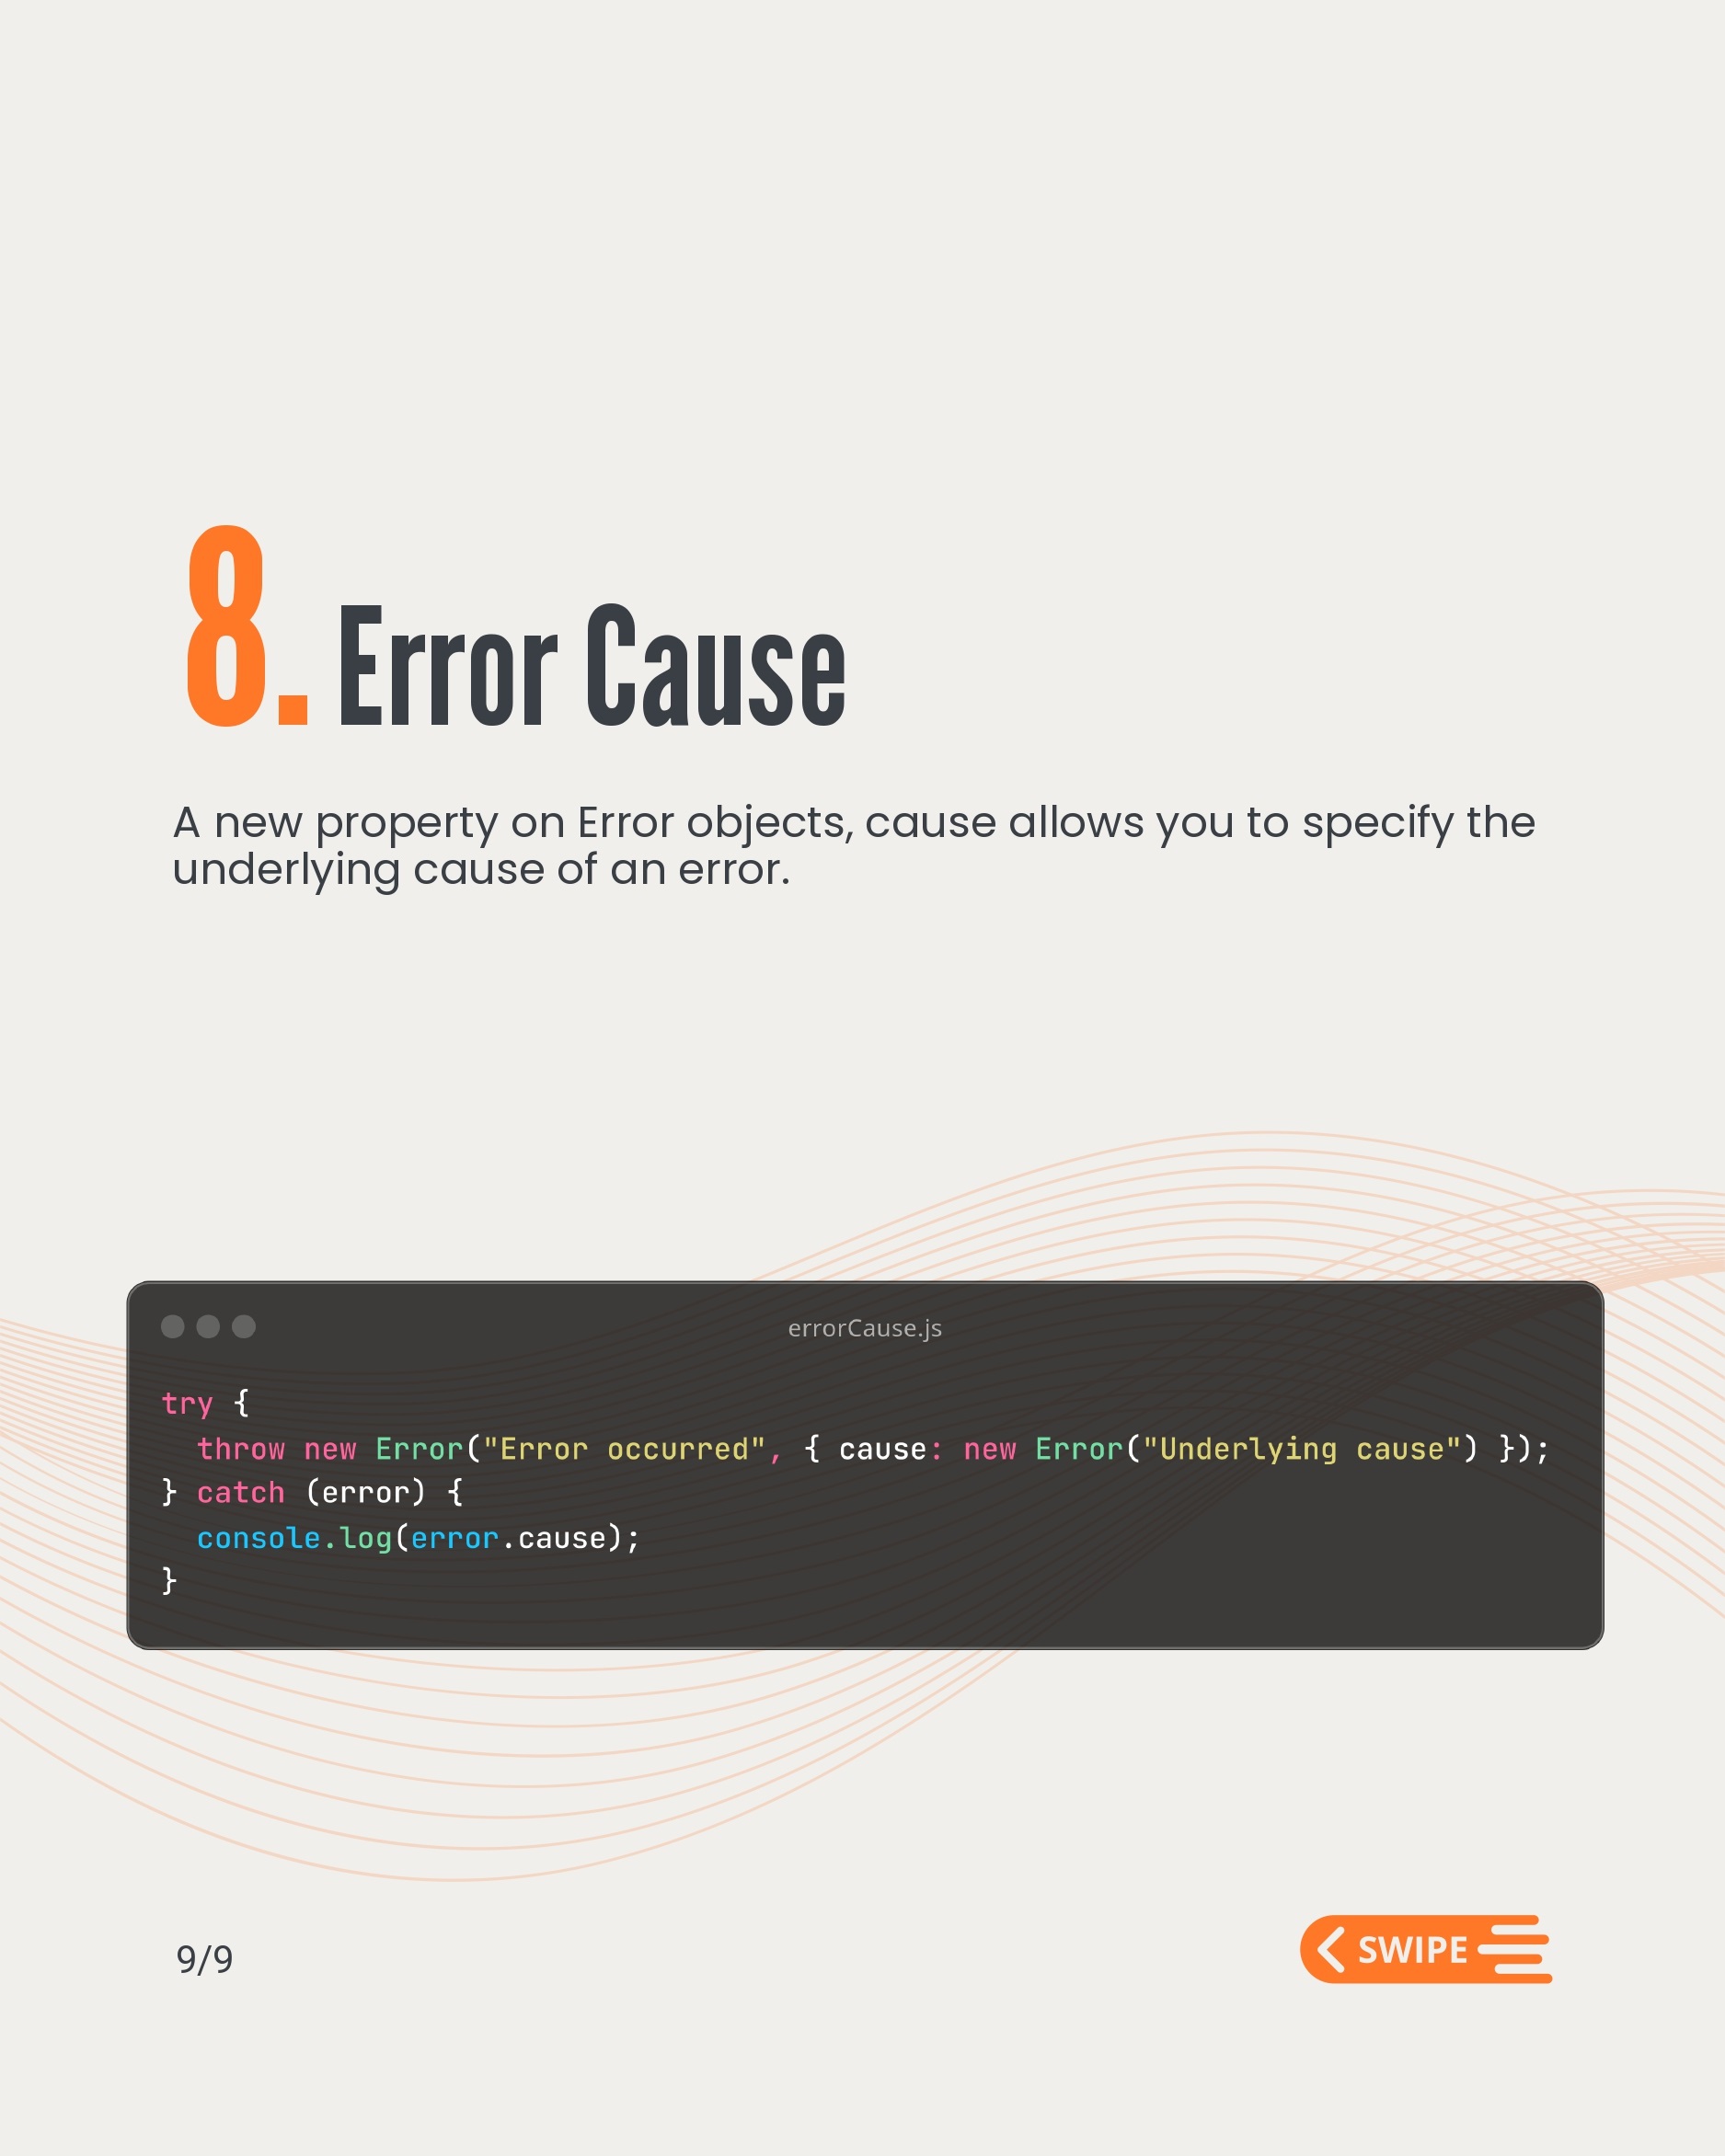 8. Error Cause
A new property on Error objects, cause allows you to specify the
underlying cause of an error.
errorCause.js
try {
  throw new Error("Error occurred", { cause: new Error("Underlying cause") });
} catch (error) {
  console.log(error.cause);
}
9/9
SWIPE